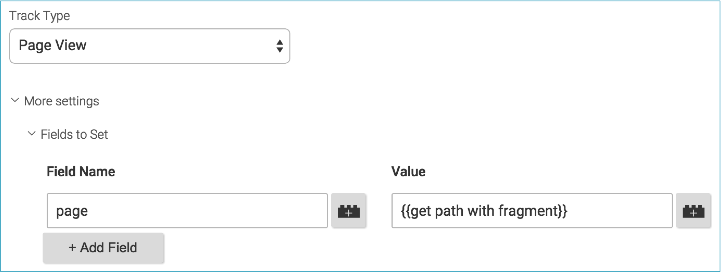 Track Type
Page View
More settings
Fields to Set
Field Name Value
page {{get path with fragment}}
+ Add Field